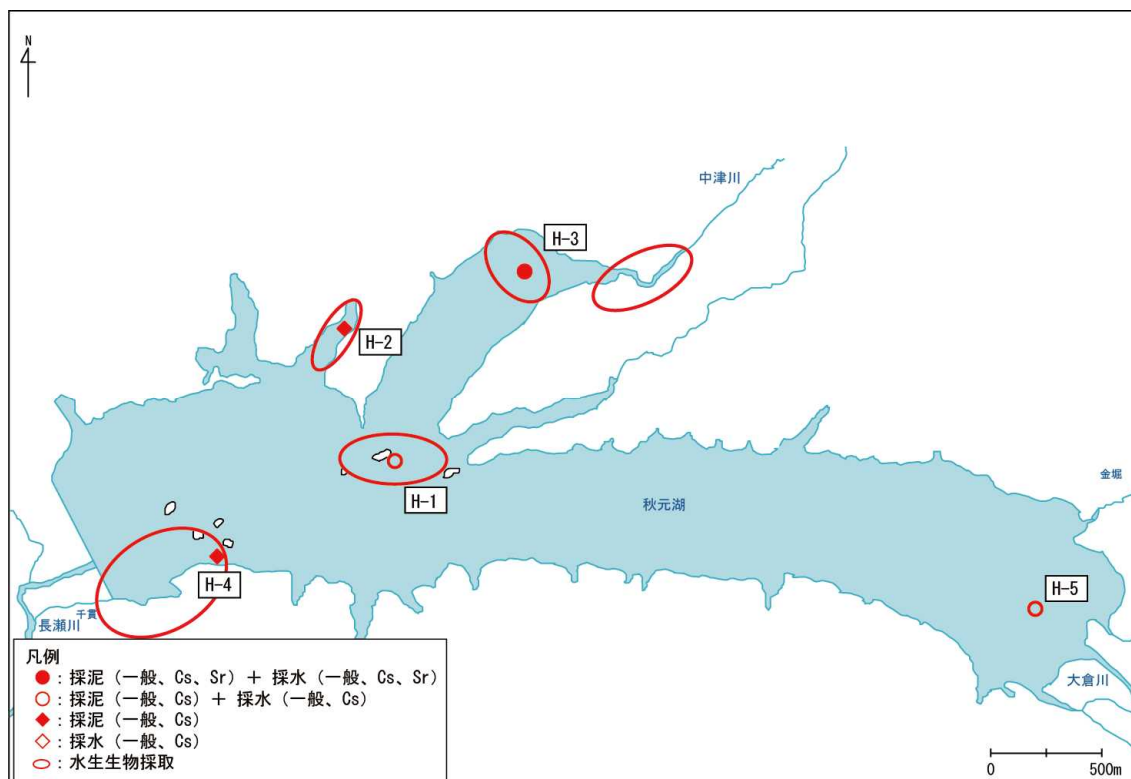 N
中津川
H-3
H-2
H-1
秋元湖
金堀
H-4
H-5
千貫
長瀬川
大倉川
凡例
：採泥（一般、Cs、Sr）＋ 採水（一般、Cs、Sr）
：採泥（一般、Cs）＋ 採水（一般、Cs）
：採泥（一般、Cs）
：採水（一般、Cs）
：水生生物採取
0 500m